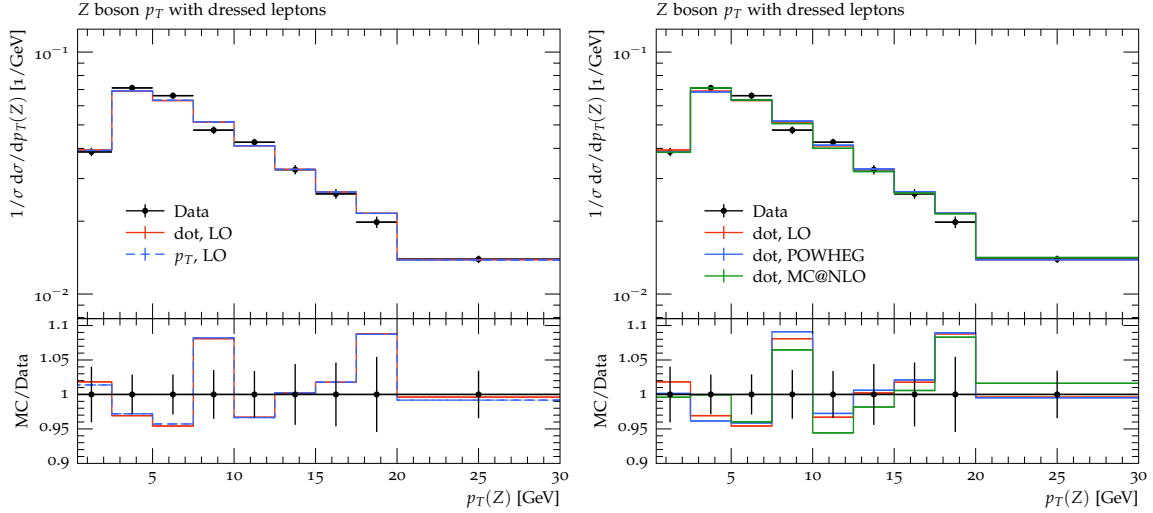 Z boson p_T with dressed leptons
1/σ dσ/dp_T(Z) [1/GeV]
10⁻¹
10⁻²
Data
dot, LO
p_T, LO
MC/Data
1.1
1.05
1
0.95
0.9
5 10 15 20 25 30
p_T(Z) [GeV]
Z boson p_T with dressed leptons
1/σ dσ/dp_T(Z) [1/GeV]
10⁻¹
10⁻²
Data
dot, LO
dot, POWHEG
dot, MC@NLO
MC/Data
1.1
1.05
1
0.95
0.9
5 10 15 20 25 30
p_T(Z) [GeV]